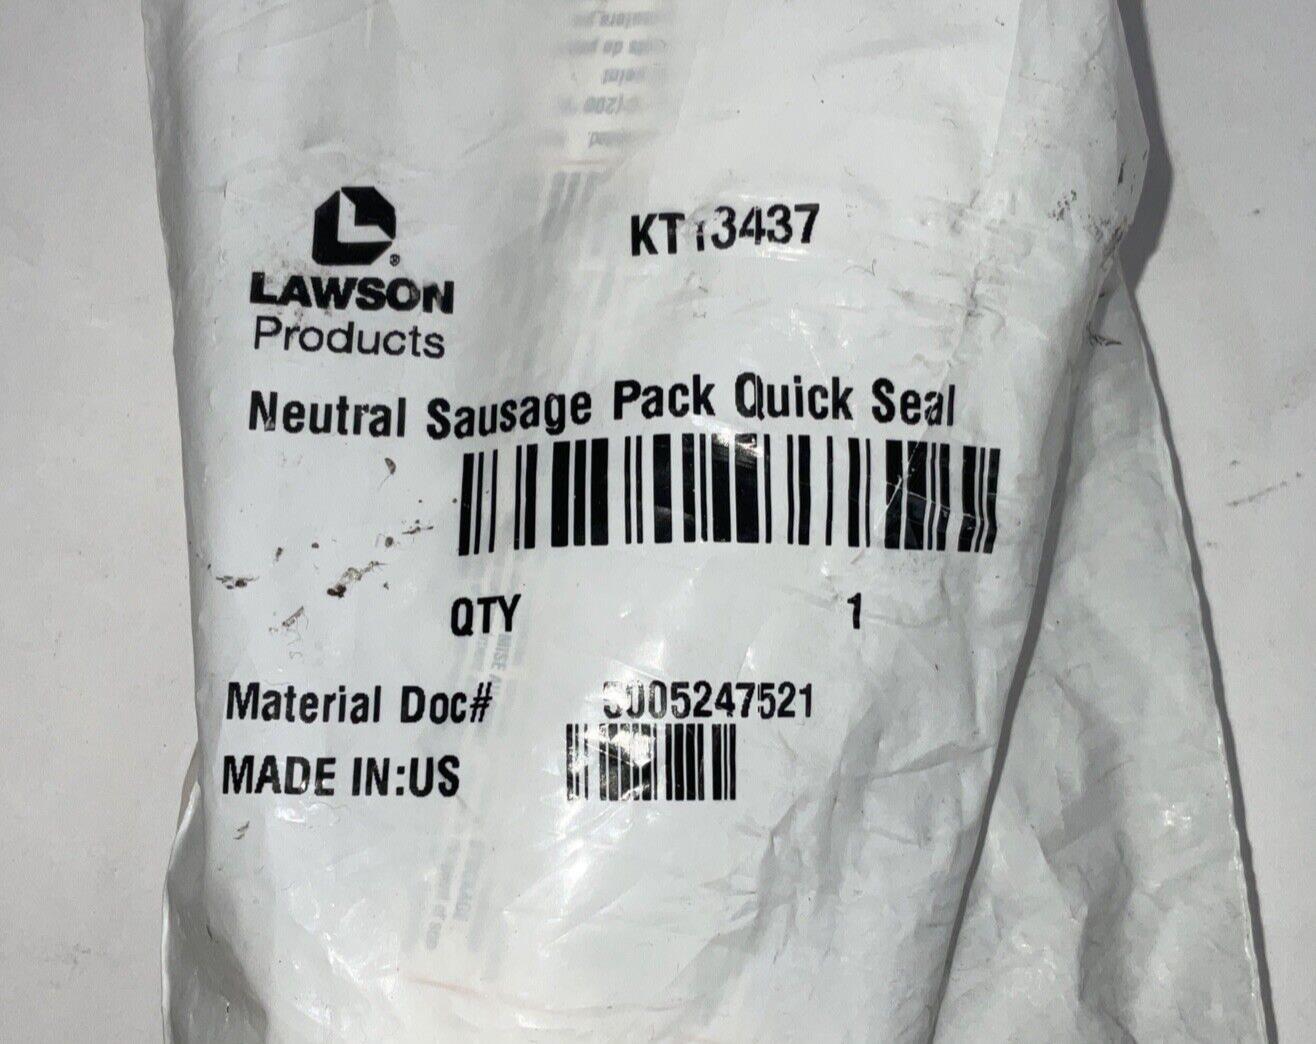 LAWSON
Products
KT13437
Neutral Sausage Pack Quick Seal
QTY 1
Material Doc# 5005247521
MADE IN:US